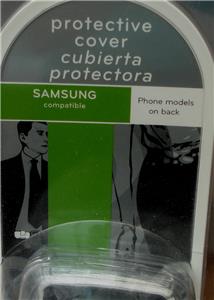 protective
cover
cubierta
protectora
SAMSUNG
compatible
Phone models
on back